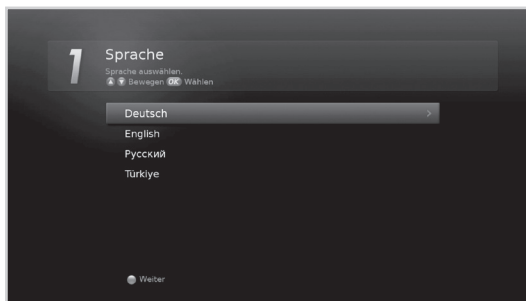 1
Sprache
Sprache auswählen.
Bewegen OK Wählen
Deutsch
English
Русский
Türkiye
Weiter